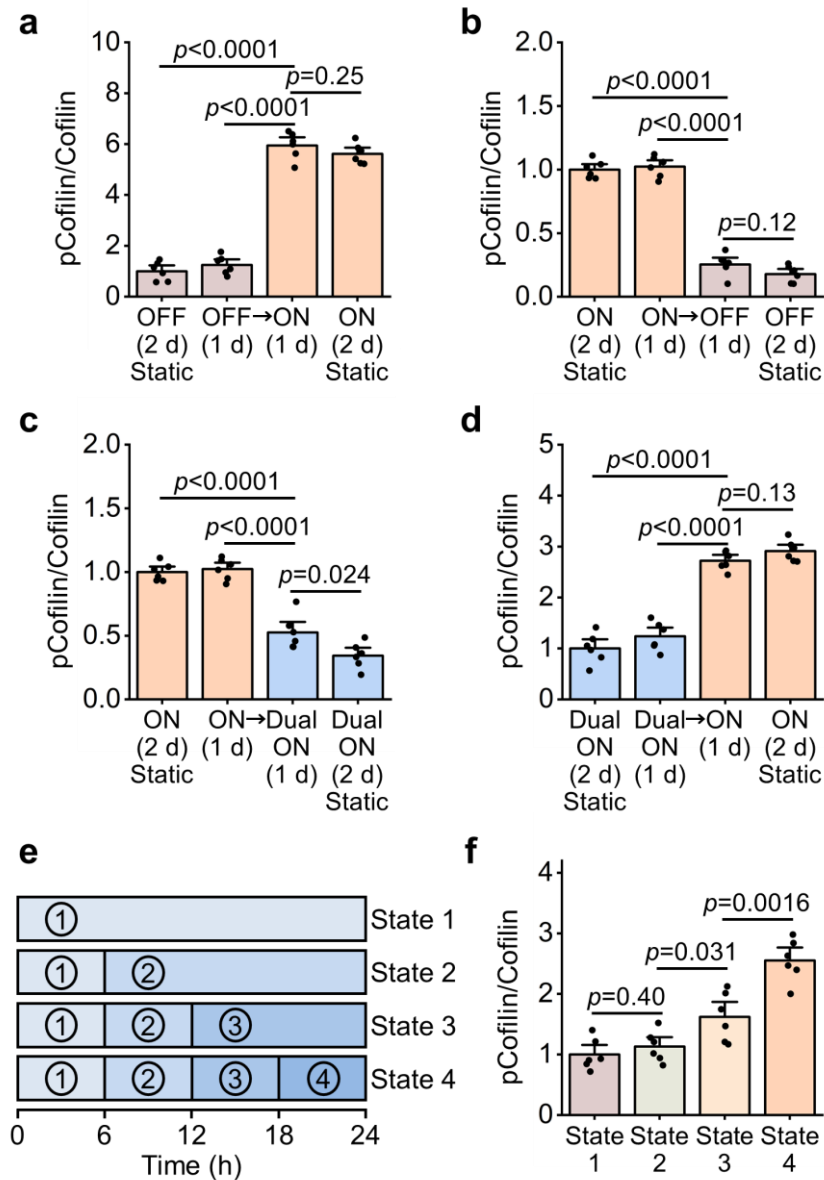 a
10
8
6
4
2
0
pCofilin/Cofilin
p<0.0001
p=0.25
p<0.0001
OFF OFF→ON ON
(2 d) (1 d) (1 d) (2 d)
Static Static
b
2.0
1.5
1.0
0.5
0.0
pCofilin/Cofilin
p<0.0001
p<0.0001
p=0.12
ON ON→OFF OFF
(2 d) (1 d) (1 d) (2 d)
Static Static
c
2.0
1.5
1.0
0.5
0.0
pCofilin/Cofilin
p<0.0001
p<0.0001
p=0.024
ON ON→Dual Dual
(2 d) (1 d) ON ON
Static (1 d) (2 d)
Static
d
5
4
3
2
1
0
pCofilin/Cofilin
p<0.0001
p=0.13
p<0.0001
Dual Dual→ON ON
ON ON (1 d) (2 d)
(2 d) (1 d) Static
Static
e
① State 1
① ② State 2
① ② ③ State 3
① ② ③ ④ State 4
0 6 12 18 24
Time (h)
f
4
3
2
1
0
pCofilin/Cofilin
p=0.0016
p=0.031
p=0.40
State State State State
1 2 3 4